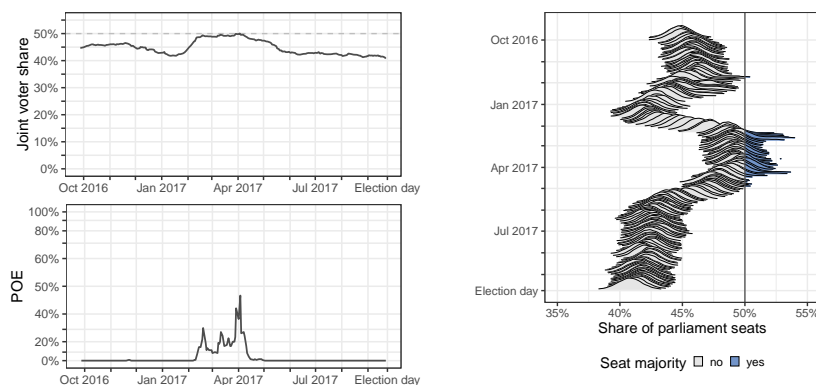 Joint voter share
50%
40%
30%
20%
10%
0%
Oct 2016 Jan 2017 Apr 2017 Jul 2017 Election day
POE
100%
80%
60%
40%
20%
0%
Oct 2016 Jan 2017 Apr 2017 Jul 2017 Election day
Oct 2016
Jan 2017
Apr 2017
Jul 2017
Election day
35% 40% 45% 50% 55%
Share of parliament seats
Seat majority no yes